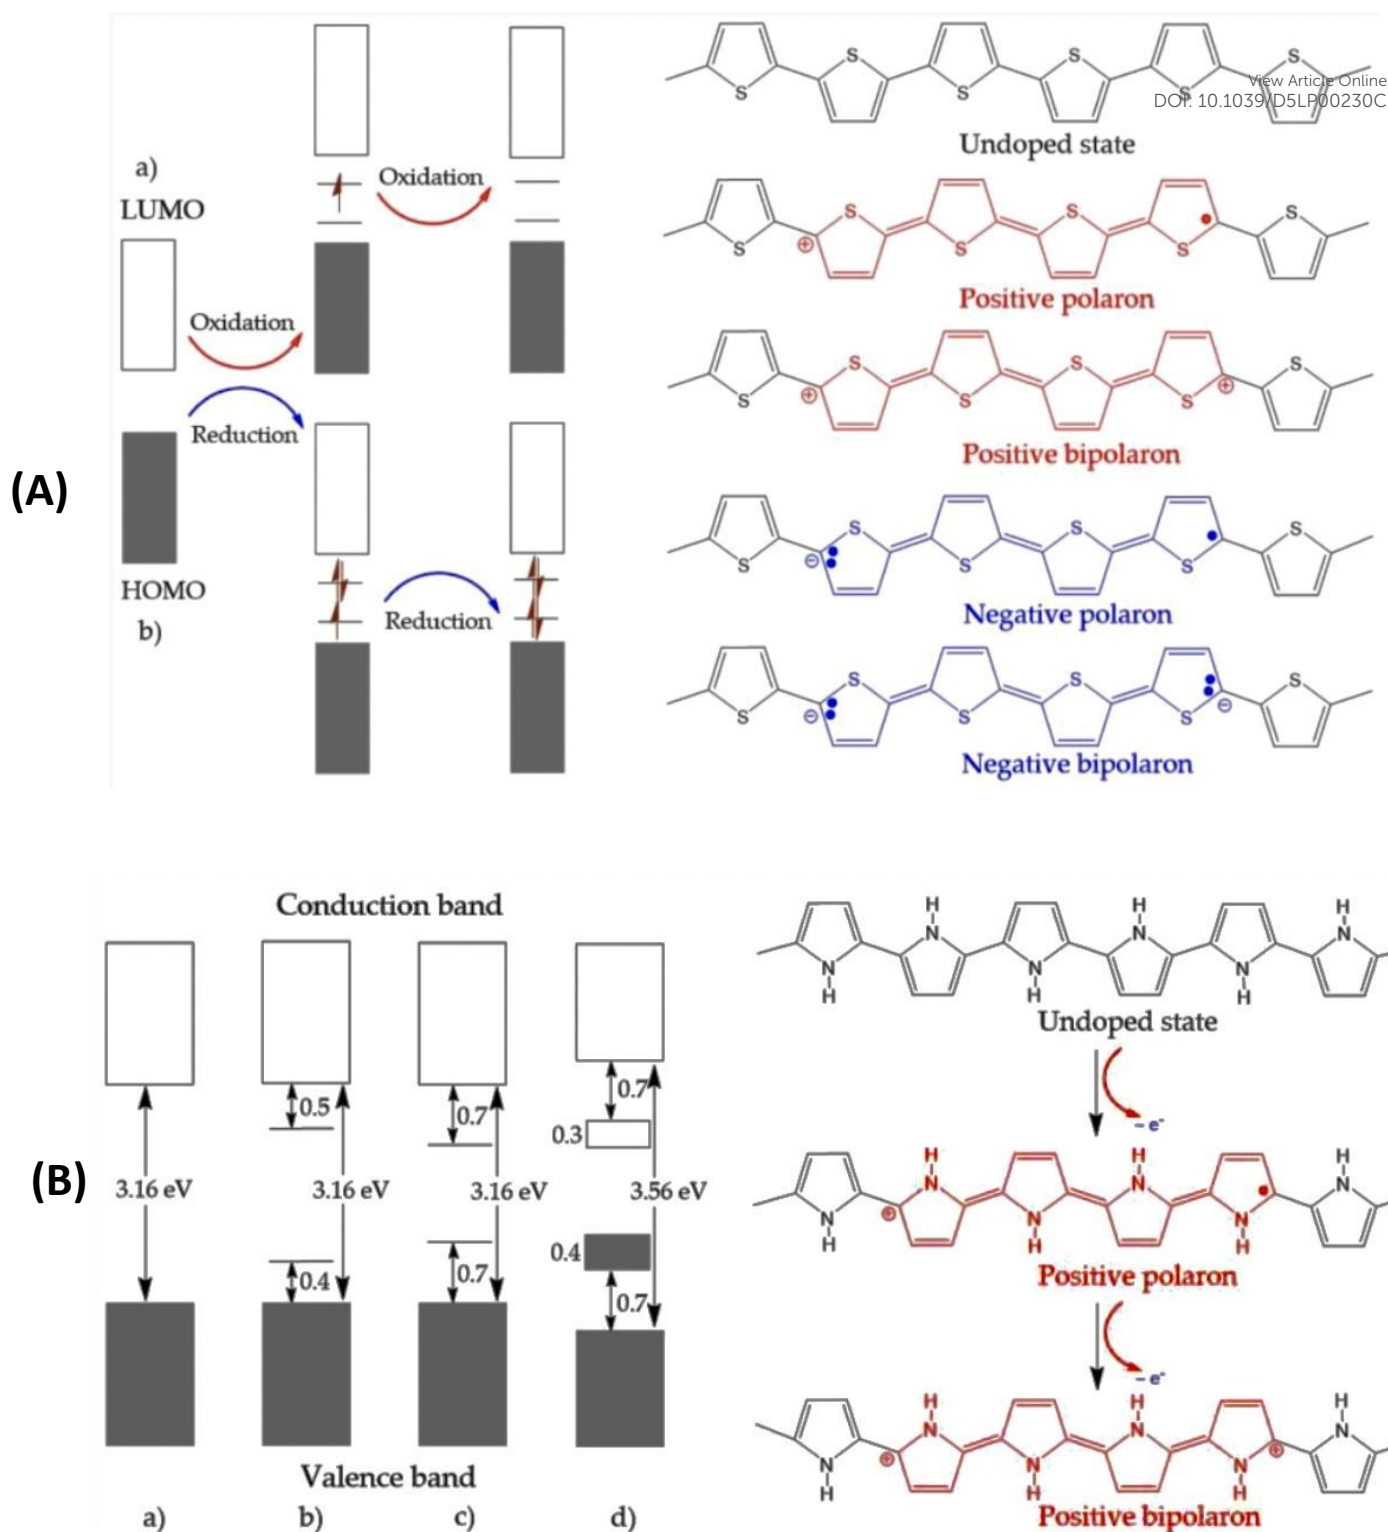 (A)
a)
LUMO
Oxidation
Oxidation
Reduction
HOMO
b)
Reduction
S S S S S S
View Article Online
DOI: 10.1039/D5LP00230C
Undoped state
S S S S S S
⊕
Positive polaron
S S S S S S
⊕ ⊕
Positive bipolaron
S S S S S S
⊖
Negative polaron
S S S S S S
⊖ ⊖
Negative bipolaron
(B)
Conduction band
0.5
0.7
0.7
0.3
3.16 eV
3.16 eV
3.16 eV
3.56 eV
0.4
0.4
0.7
0.7
Valence band
a)
b)
c)
d)
H H H
N N N N N N
H H H
Undoped state
- e-
H H H
N N N N N N
⊕
H H H
Positive polaron
- e-
H H H
N N N N N N
⊕ ⊕
H H H
Positive bipolaron